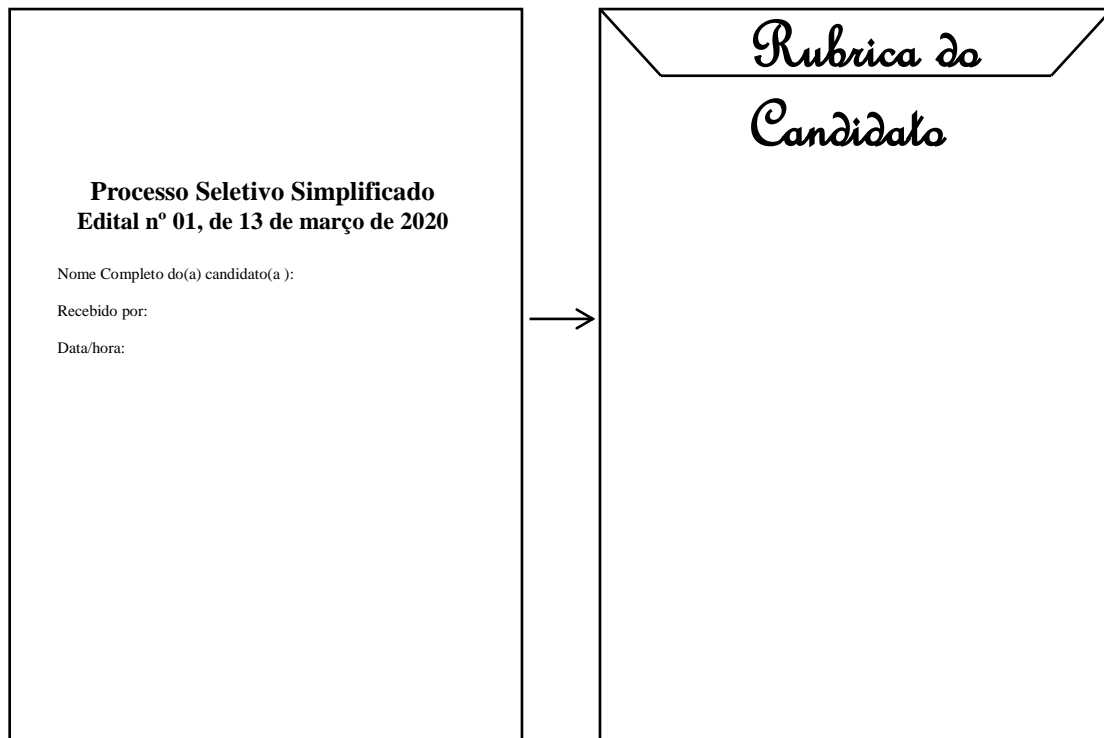 Processo Seletivo Simplificado
Edital nº 01, de 13 de março de 2020
Nome Completo do(a) candidato(a ):
Recebido por:
Data/hora:
Rubrica do
Candidato